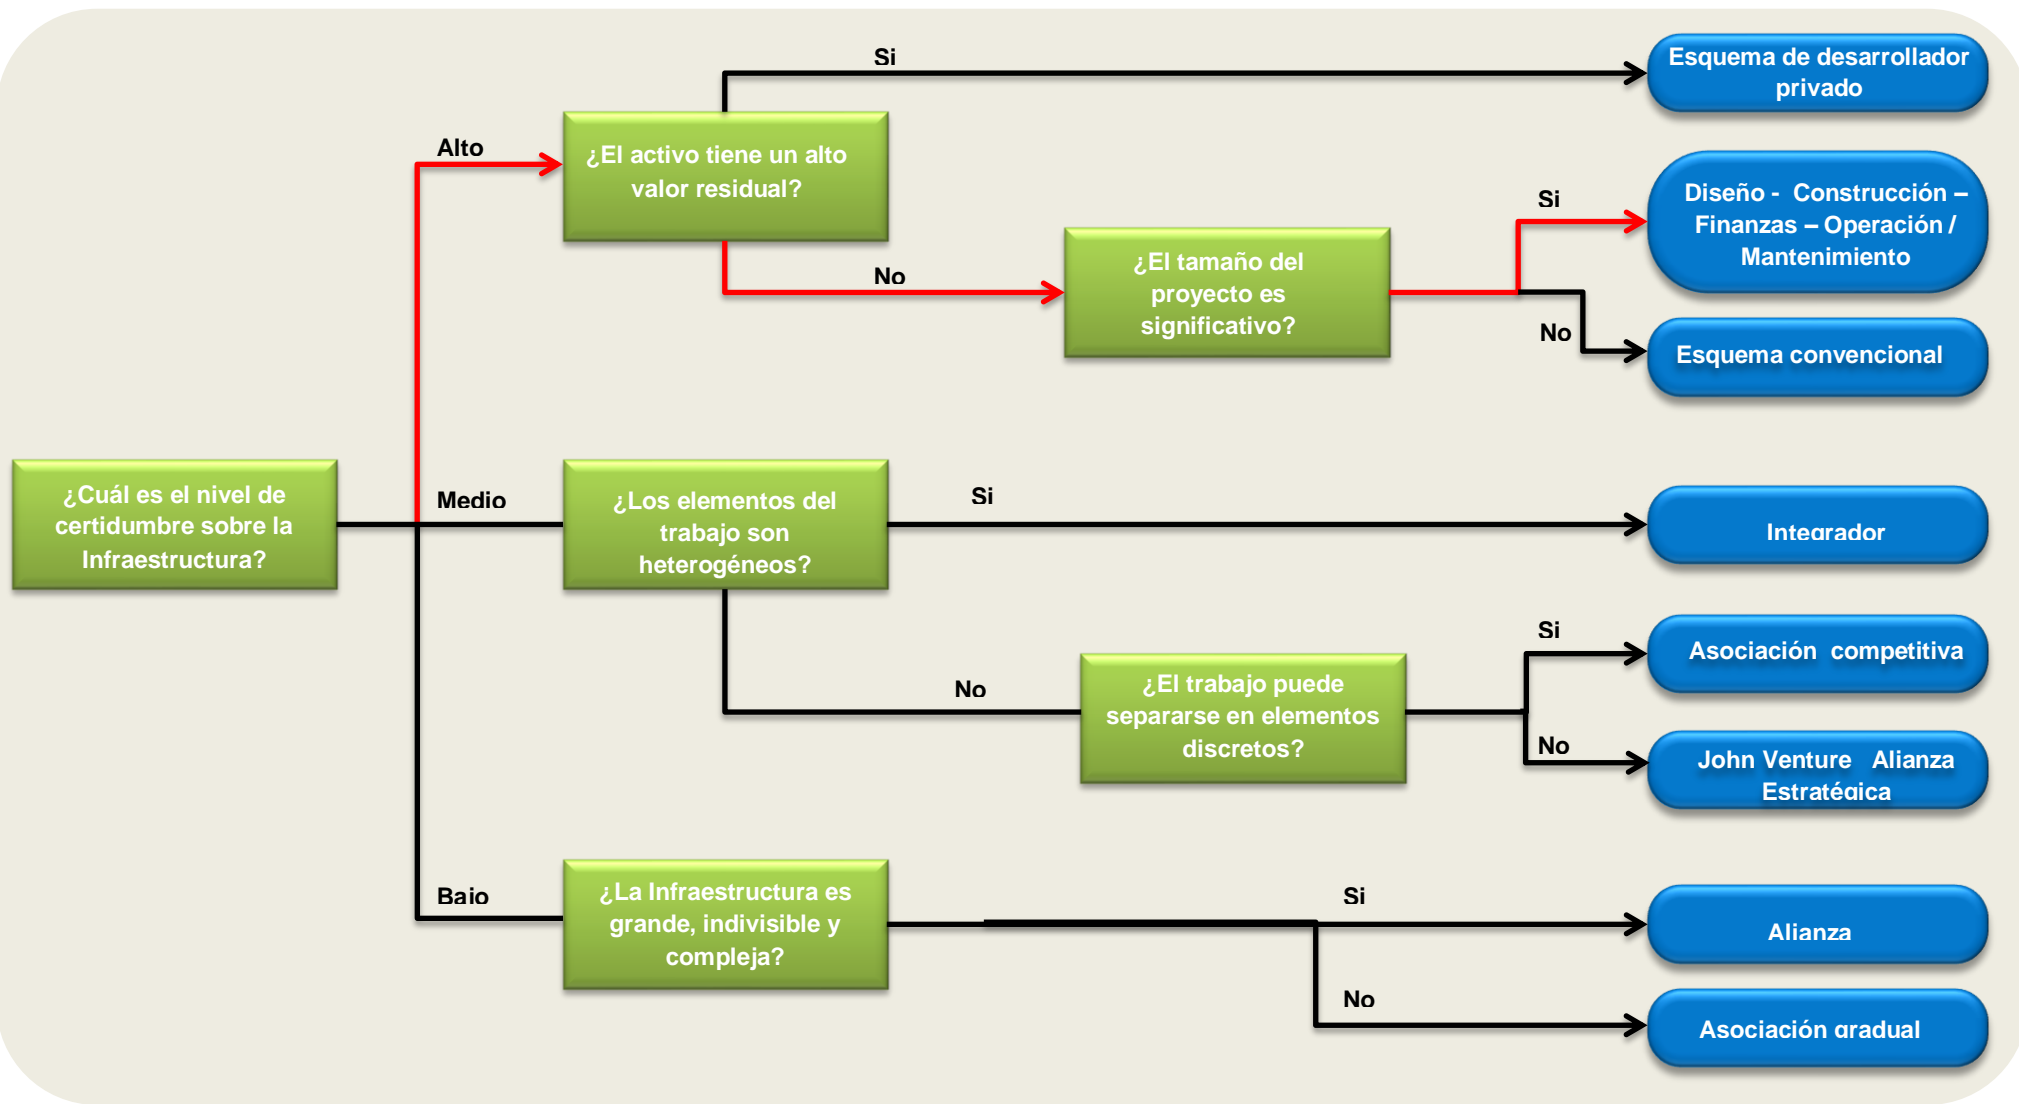 Si
Esquema de desarrollador
privado
Alto
¿El activo tiene un alto
valor residual?
Si
Diseño - Construcción –
Finanzas – Operación /
Mantenimiento
No
¿El tamaño del
proyecto es
significativo?
No
Esquema convencional
¿Cuál es el nivel de
certidumbre sobre la
Infraestructura?
Medio
¿Los elementos del
trabajo son
heterogéneos?
Si
Integrador
No
¿El trabajo puede
separarse en elementos
discretos?
Si
Asociación competitiva
No
John Venture Alianza
Estratégica
Bajo
¿La Infraestructura es
grande, indivisible y
compleja?
Si
Alianza
No
Asociación gradual